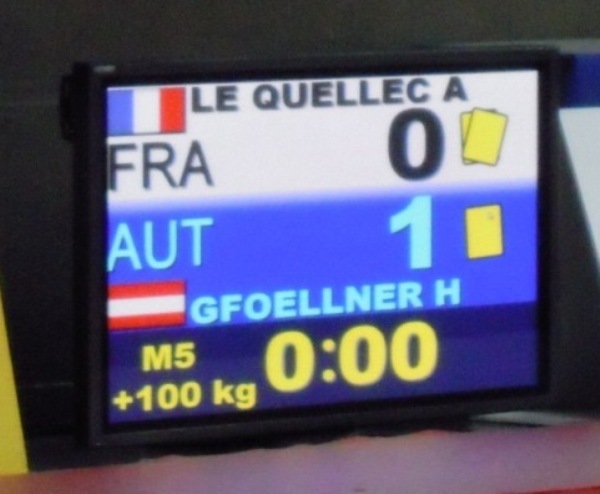 LE QUELLEC A
FRA 0
AUT 1
GFOELLNER H
M5 0:00
+100 kg